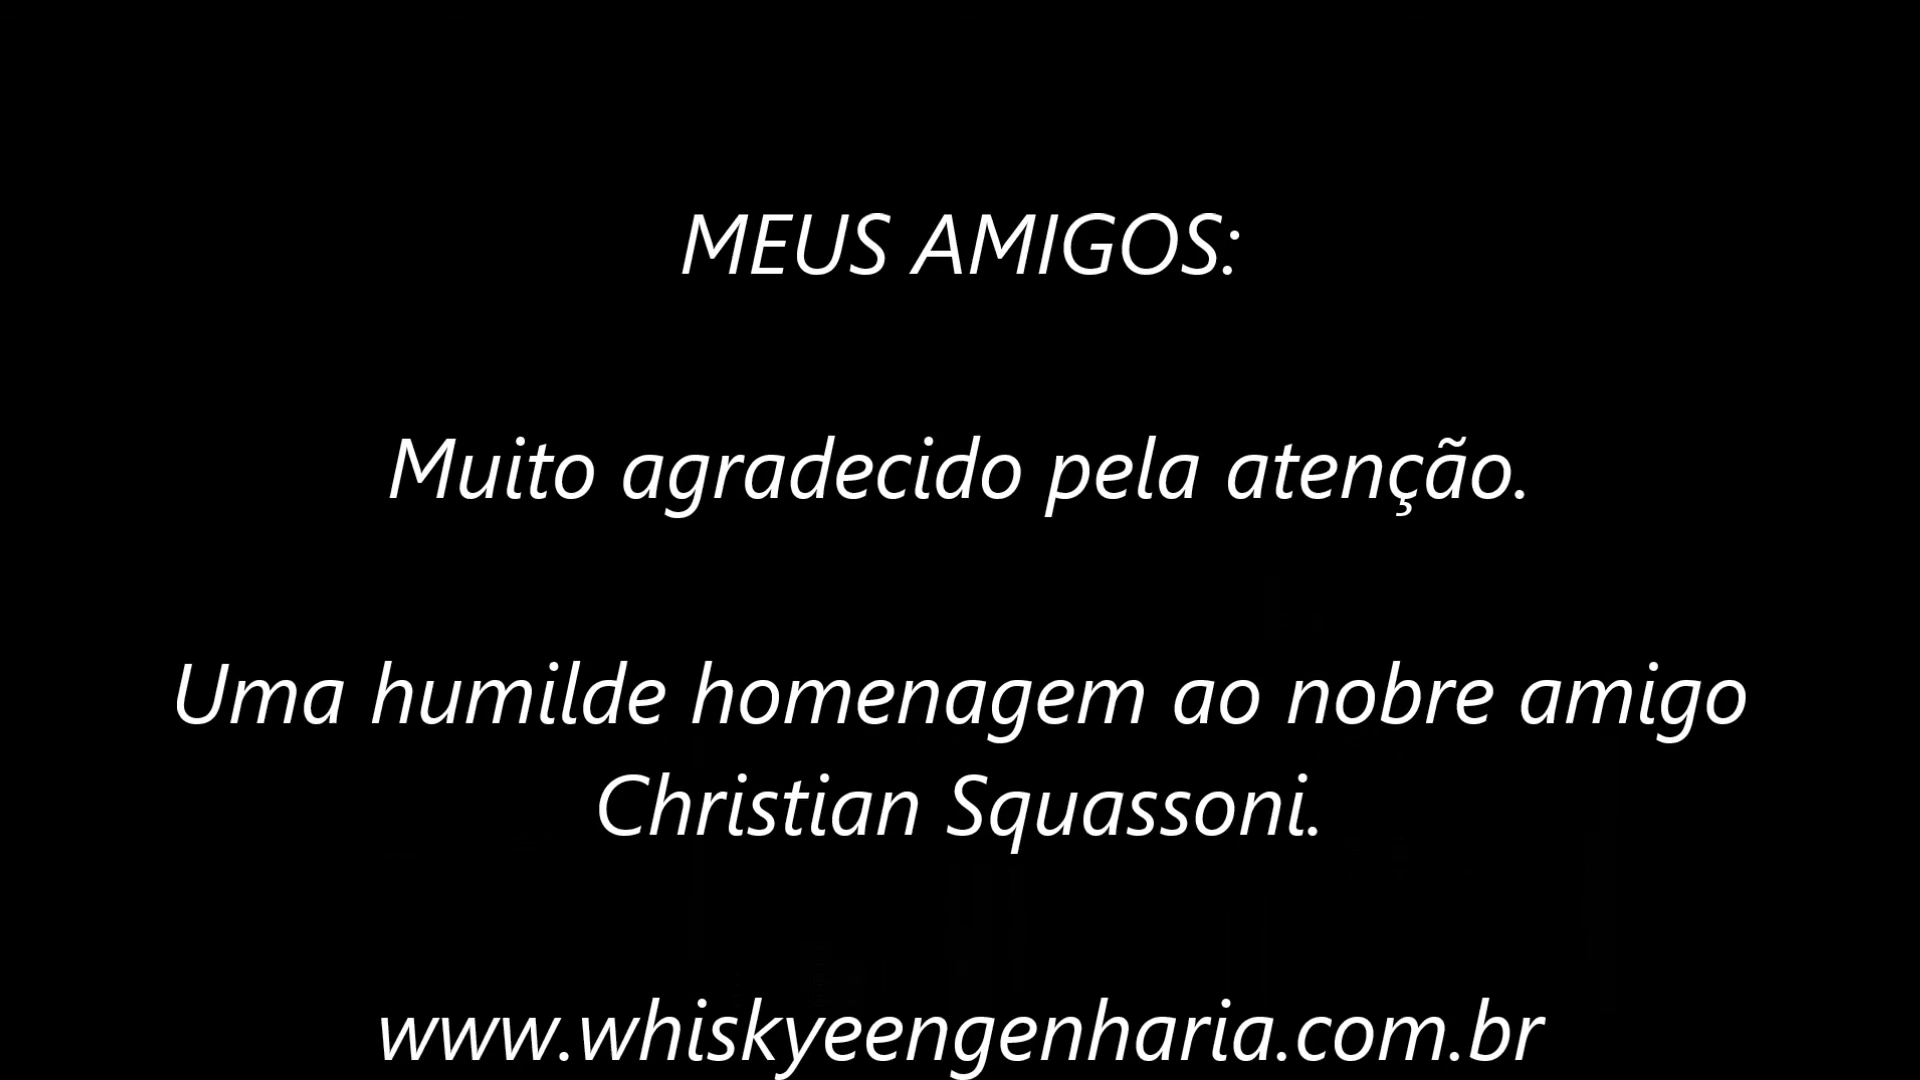 MEUS AMIGOS:
Muito agradecido pela atenção.
Uma humilde homenagem ao nobre amigo
Christian Squassoni.
www.whiskyeengenharia.com.br